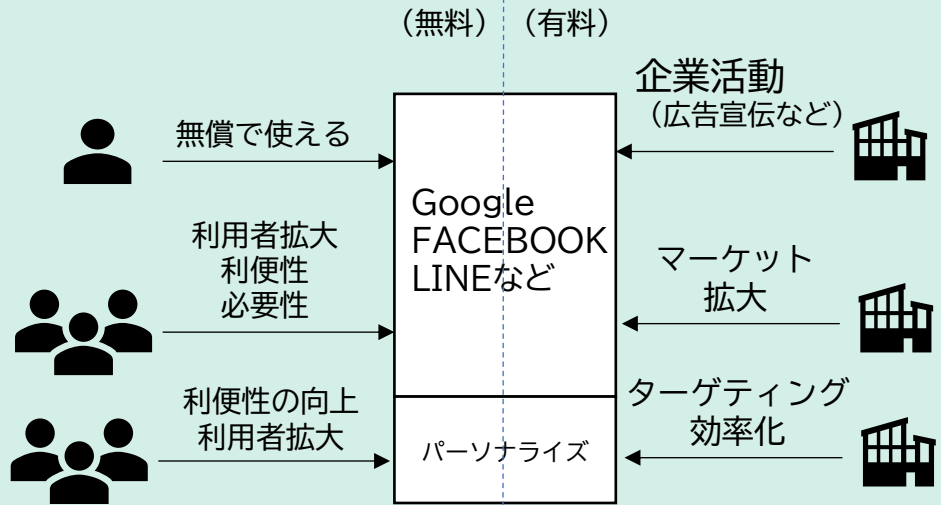 （無料）
（有料）
企業活動
（広告宣伝など）
無償で使える
Google
FACEBOOK
LINEなど
利用者拡大
利便性
必要性
マーケット
拡大
利便性の向上
利用者拡大
パーソナライズ
ターゲティング
効率化